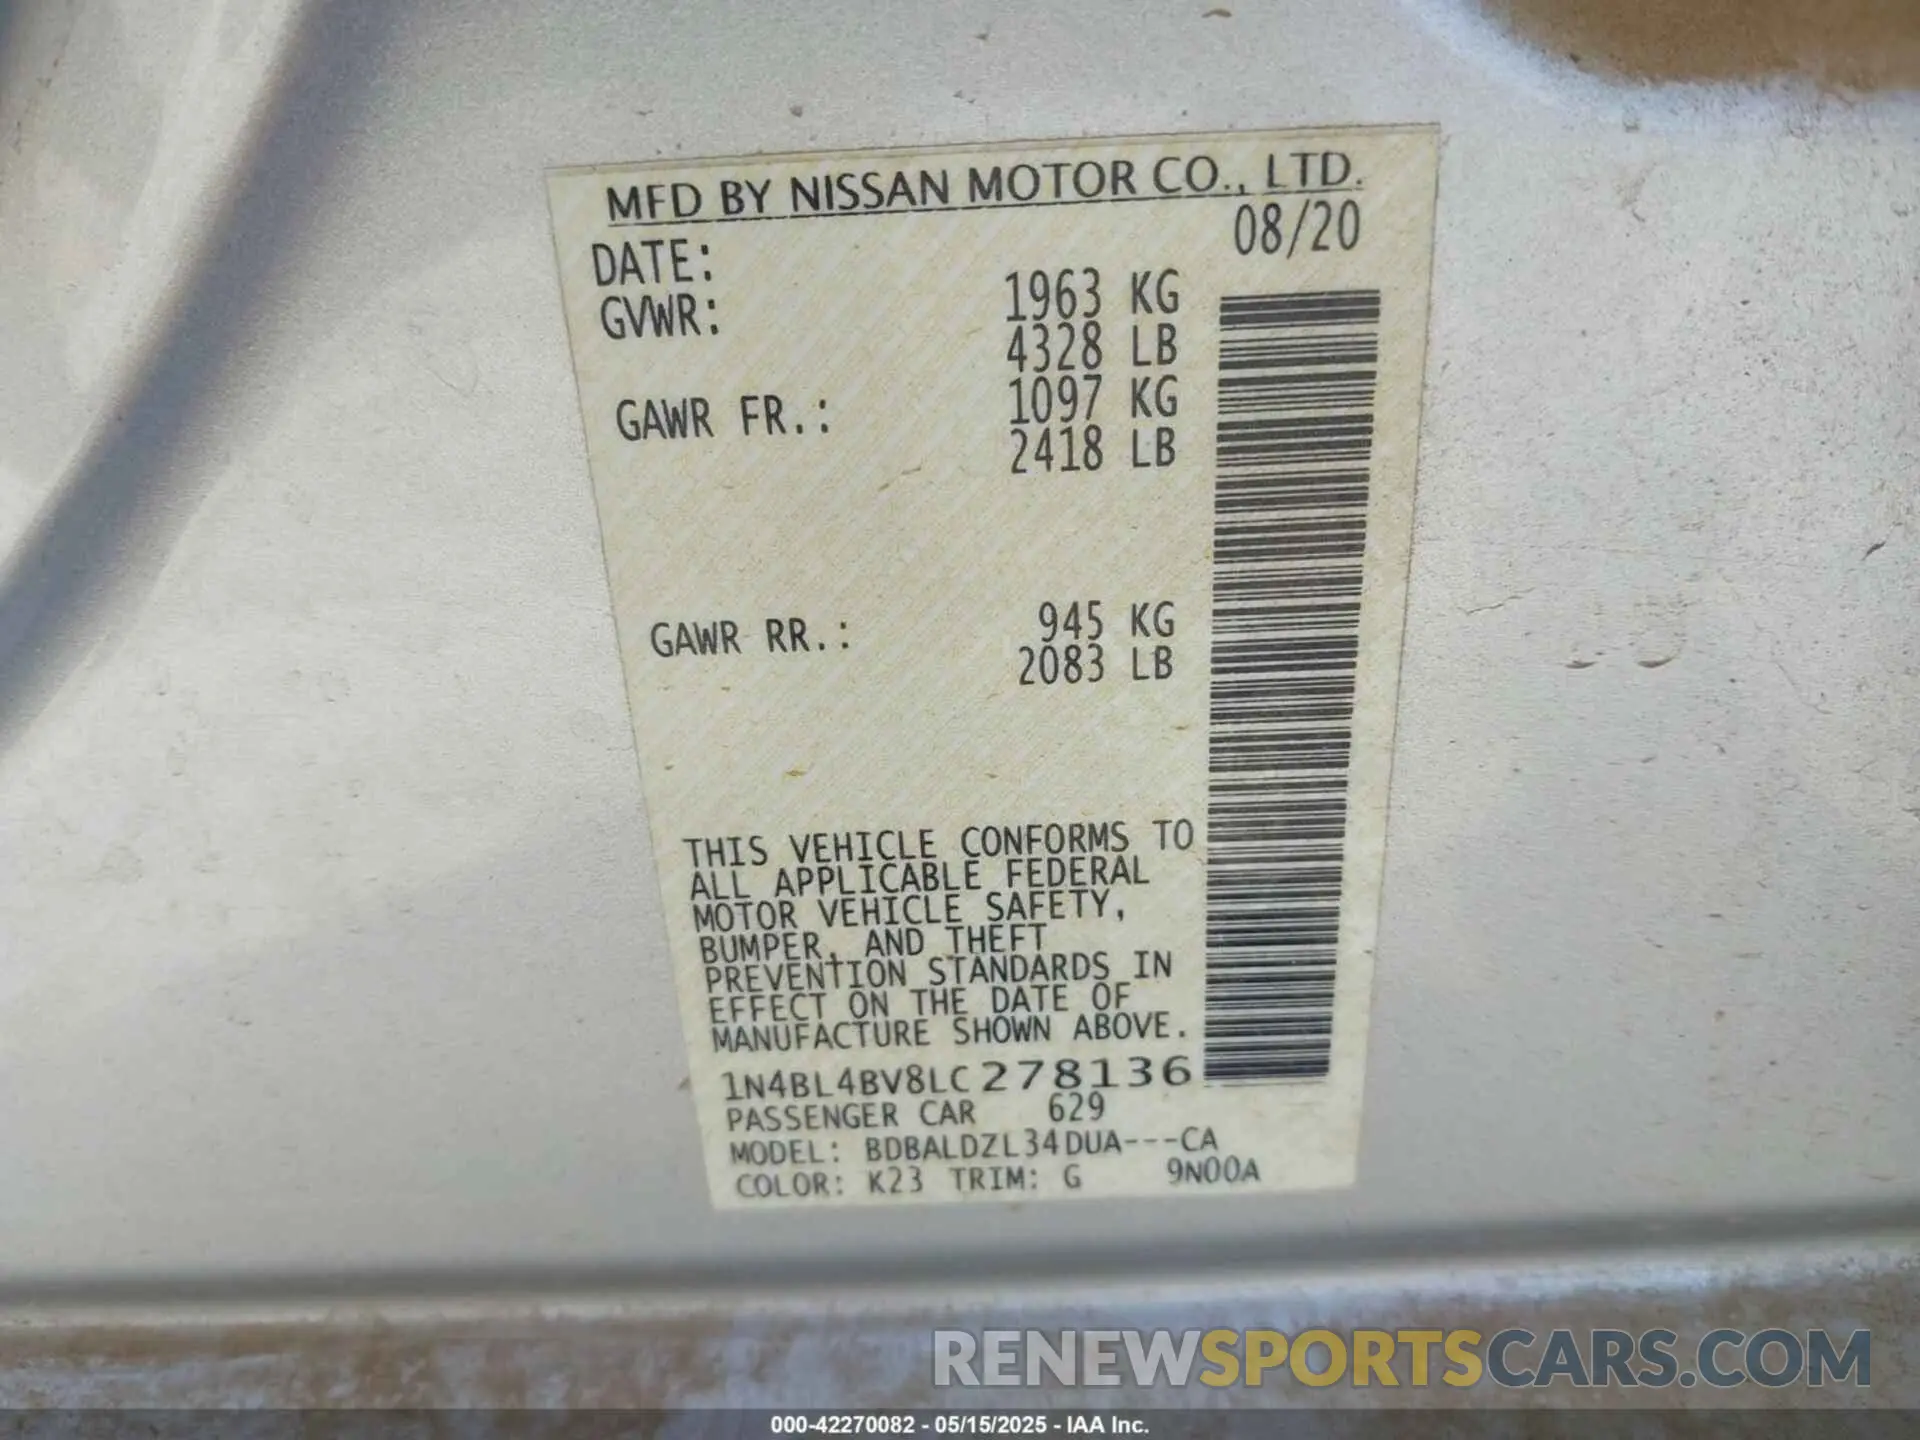 MFD BY NISSAN MOTOR CO., LTD.
DATE: 08/20
GVWR: 1963 KG
4328 LB
GAWR FR.: 1097 KG
2418 LB
GAWR RR.: 945 KG
2083 LB
THIS VEHICLE CONFORMS TO
ALL APPLICABLE FEDERAL
MOTOR VEHICLE SAFETY,
BUMPER, AND THEFT
PREVENTION STANDARDS IN
EFFECT ON THE DATE OF
MANUFACTURE SHOWN ABOVE.
1N4BL4BV8LC278136
PASSENGER CAR 629
MODEL: BDBALDZL34DUA---CA
COLOR: K23 TRIM: G 9N00A
RENEWSPORTSCARS.COM
000-42270082 - 05/15/2025 - IAA Inc.